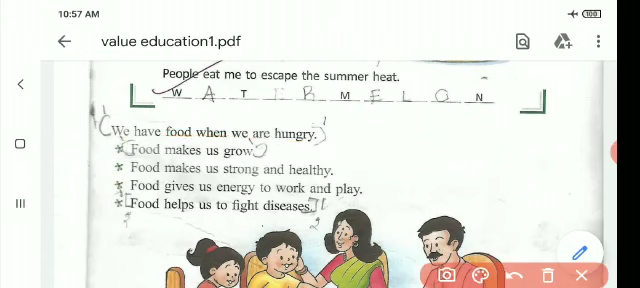 10:57 AM
100
value education1.pdf
People eat me to escape the summer heat.
W A T E R M E L O N
We have food when we are hungry.
* Food makes us grow
* Food makes us strong and healthy.
* Food gives us energy to work and play.
* Food helps us to fight diseases.